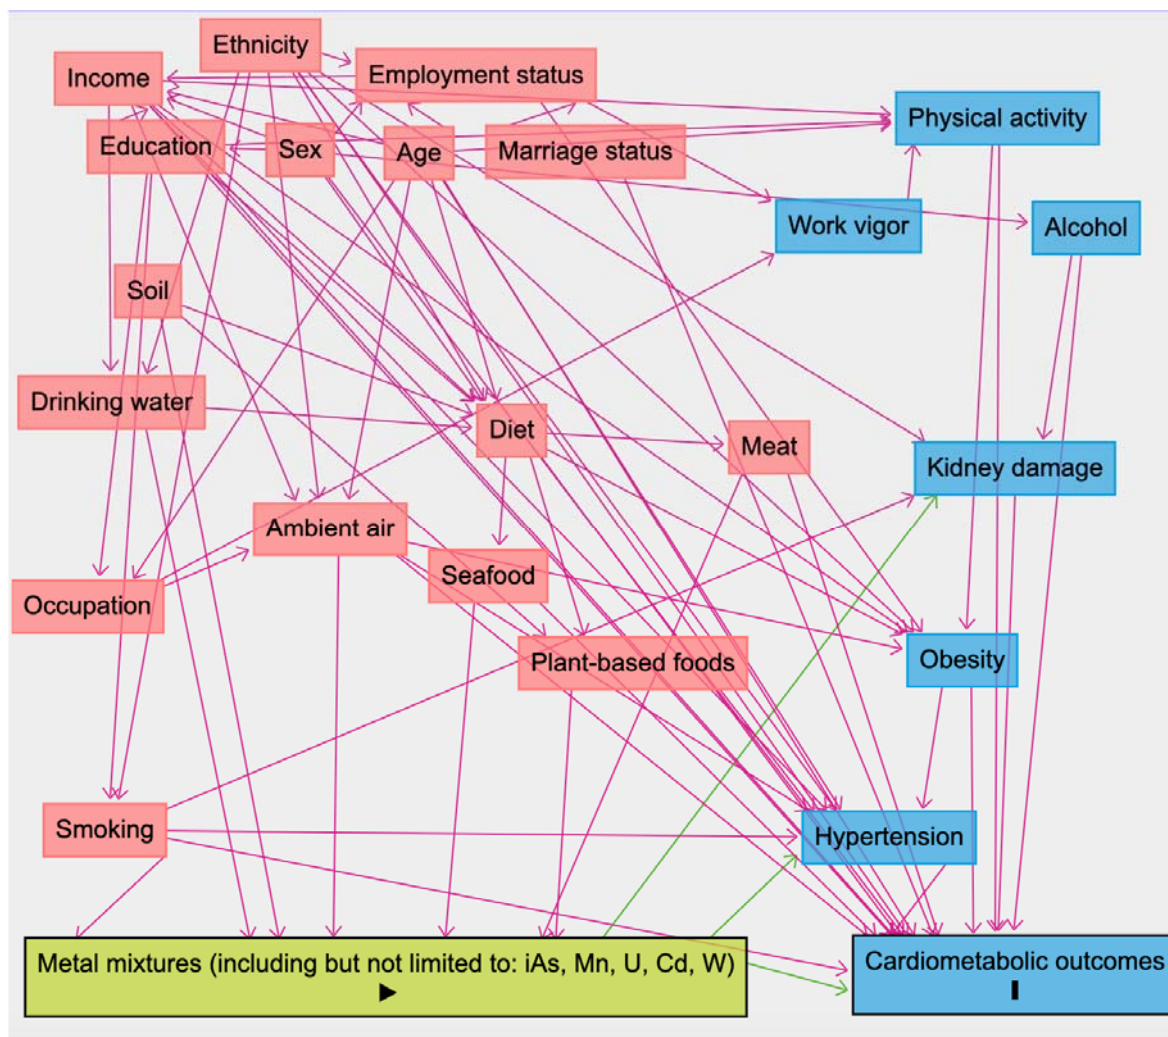 Ethnicity
Income
Employment status
Physical activity
Education
Sex
Age
Marriage status
Work vigor
Alcohol
Soil
Drinking water
Diet
Meat
Kidney damage
Ambient air
Seafood
Occupation
Plant-based foods
Obesity
Smoking
Hypertension
Metal mixtures (including but not limited to: iAs, Mn, U, Cd, W)
Cardiometabolic outcomes